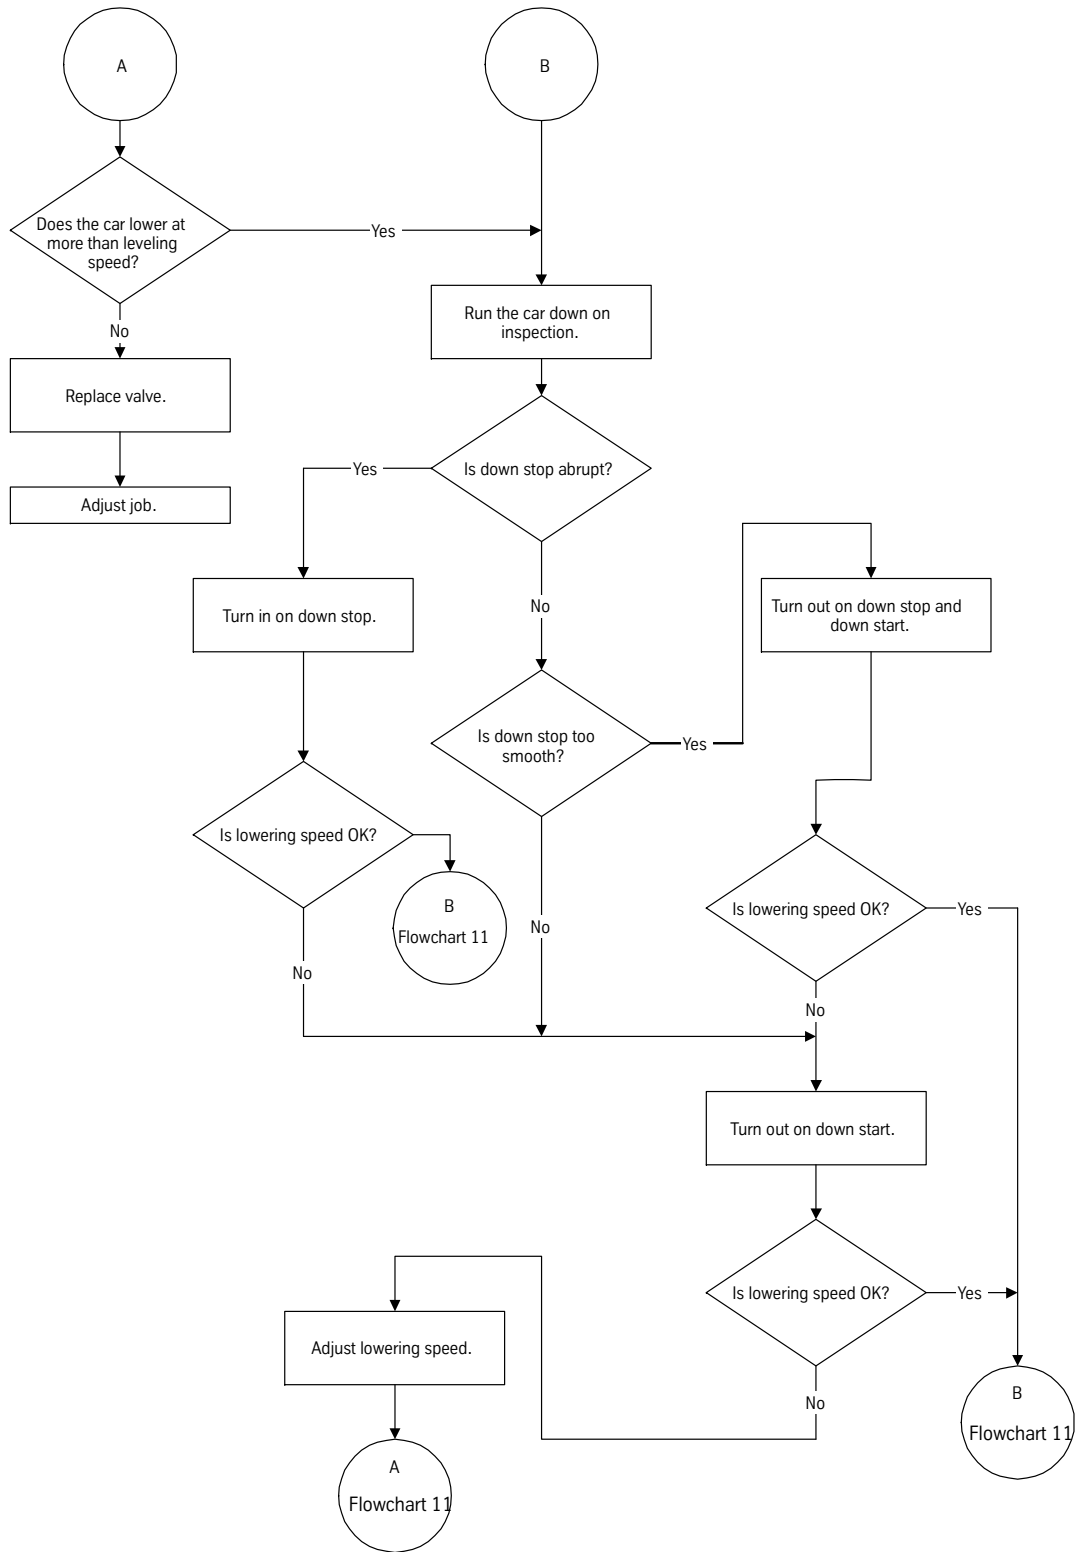 A
B
Does the car lower at
more than leveling
speed?
Yes
No
Run the car down on
inspection.
Replace valve.
Adjust job.
Yes
Is down stop abrupt?
Turn in on down stop.
No
Turn out on down stop and
down start.
Is down stop too
smooth?
Yes
Is lowering speed OK?
B
Flowchart 11
No
No
Is lowering speed OK?
Yes
No
Turn out on down start.
Is lowering speed OK?
Yes
Adjust lowering speed.
No
B
Flowchart 11
A
Flowchart 11